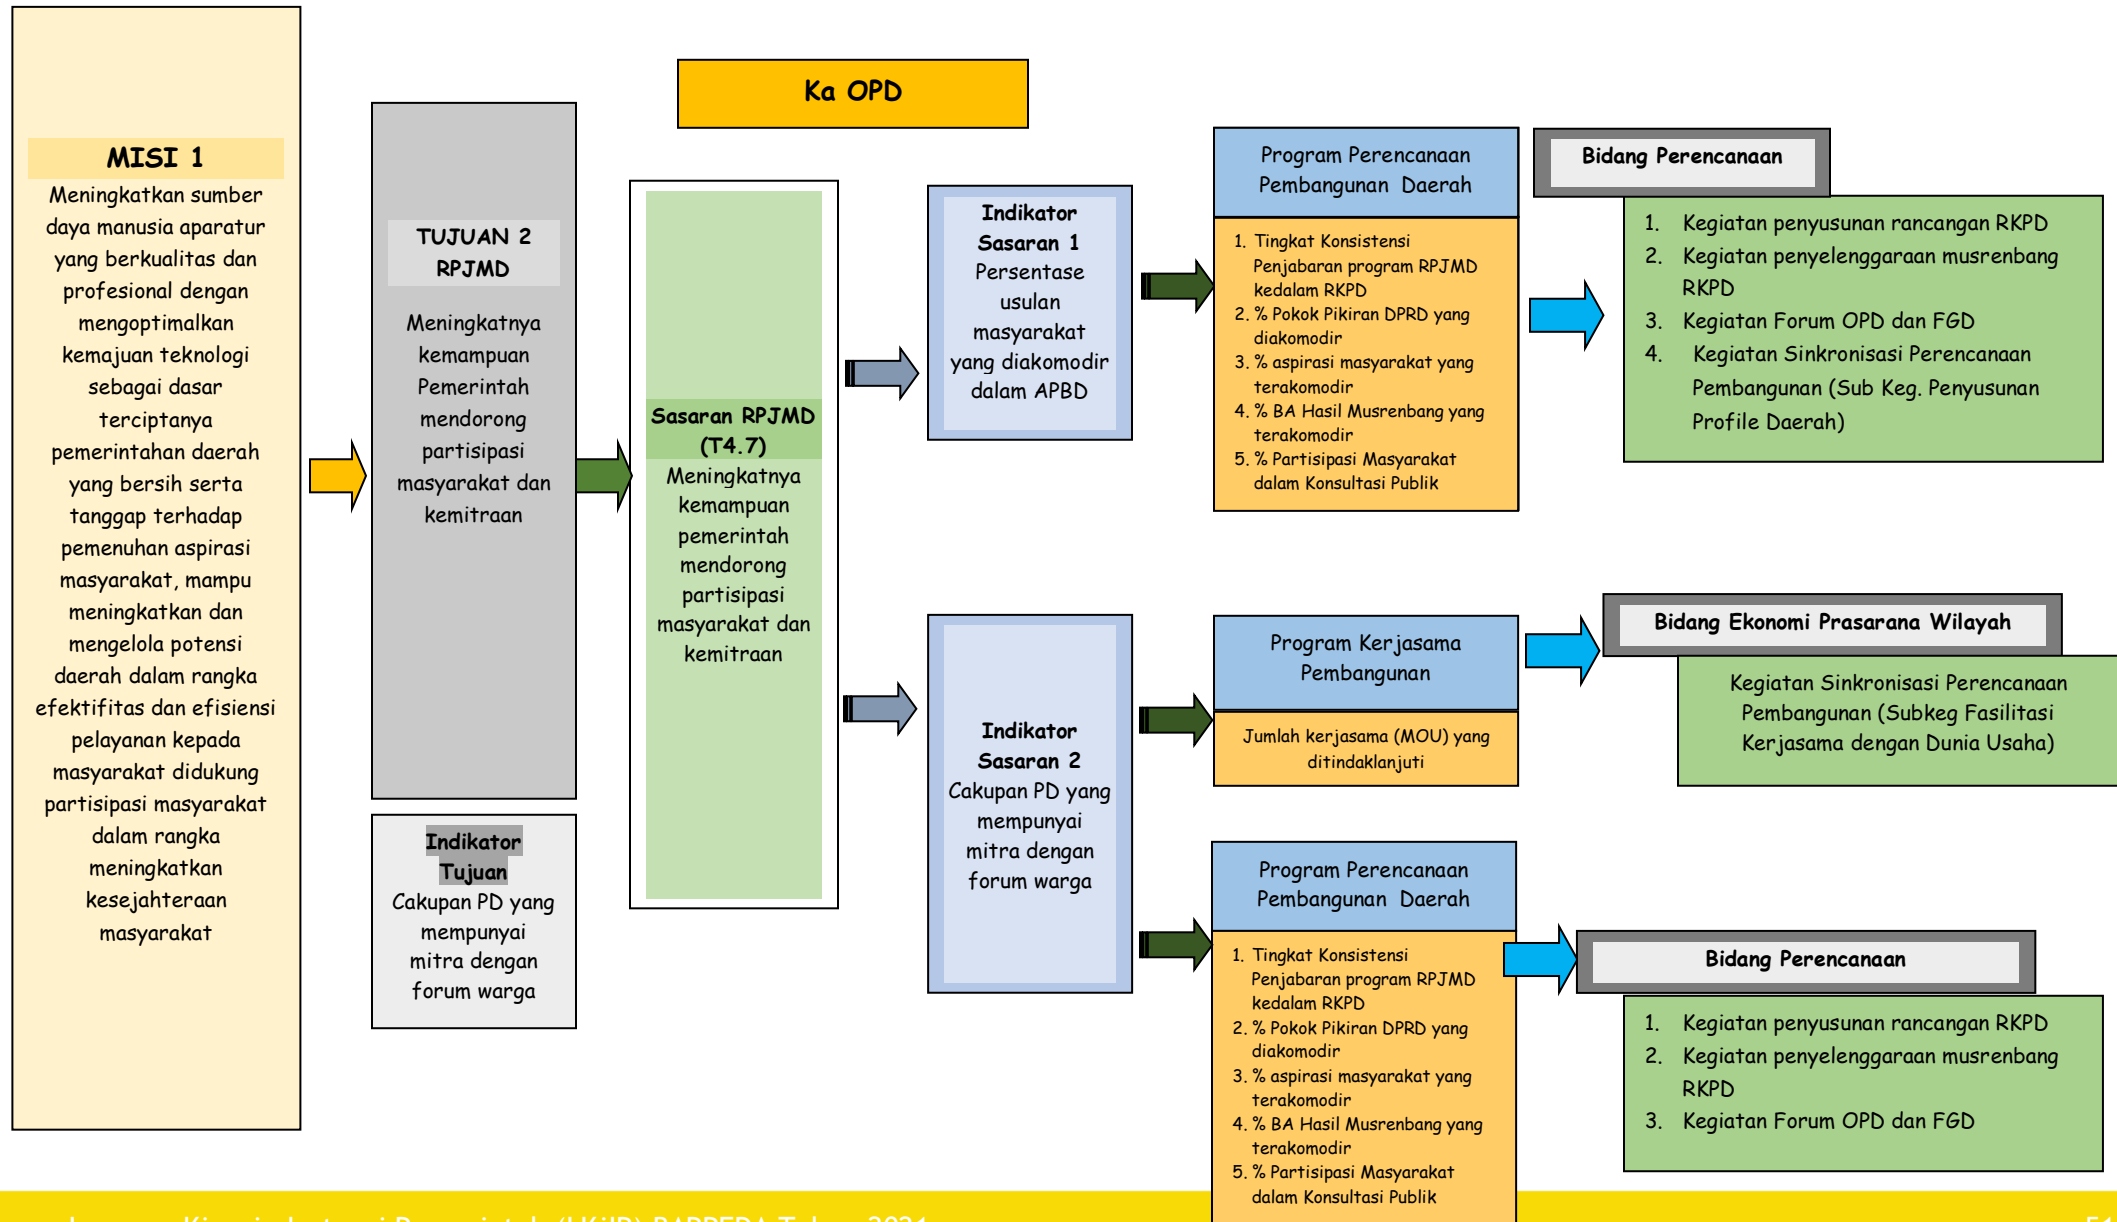 Ka OPD
MISI 1
Meningkatkan sumber
daya manusia aparatur
yang berkualitas dan
profesional dengan
mengoptimalkan
kemajuan teknologi
sebagai dasar
terciptanya
pemerintahan daerah
yang bersih serta
tanggap terhadap
pemenuhan aspirasi
masyarakat, mampu
meningkatkan dan
mengelola potensi
daerah dalam rangka
efektifitas dan efisiensi
pelayanan kepada
masyarakat didukung
partisipasi masyarakat
dalam rangka
meningkatkan
kesejahteraan
masyarakat
TUJUAN 2
RPJMD
Meningkatnya
kemampuan
Pemerintah
mendorong
partisipasi
masyarakat dan
kemitraan
Indikator
Tujuan
Cakupan PD yang
mempunyai
mitra dengan
forum warga
Sasaran RPJMD
(T4.7)
Meningkatnya
kemampuan
pemerintah
mendorong
partisipasi
masyarakat dan
kemitraan
Indikator
Sasaran 1
Persentase
usulan
masyarakat
yang diakomodir
dalam APBD
Indikator
Sasaran 2
Cakupan PD yang
mempunyai
mitra dengan
forum warga
Program Perencanaan
Pembangunan Daerah
1. Tingkat Konsistensi
Penjabaran program RPJMD
kedalam RKPD
2. % Pokok Pikiran DPRD yang
diakomodir
3. % aspirasi masyarakat yang
terakomodir
4. % BA Hasil Musrenbang yang
terakomodir
5. % Partisipasi Masyarakat
dalam Konsultasi Publik
Bidang Perencanaan
1. Kegiatan penyusunan rancangan RKPD
2. Kegiatan penyelenggaraan musrenbang
RKPD
3. Kegiatan Forum OPD dan FGD
4. Kegiatan Sinkronisasi Perencanaan
Pembangunan (Sub Keg. Penyusunan
Profile Daerah)
Program Kerjasama
Pembangunan
Jumlah kerjasama (MOU) yang
ditindaklanjuti
Bidang Ekonomi Prasarana Wilayah
Kegiatan Sinkronisasi Perencanaan
Pembangunan (Subkeg Fasilitasi
Kerjasama dengan Dunia Usaha)
Program Perencanaan
Pembangunan Daerah
1. Tingkat Konsistensi
Penjabaran program RPJMD
kedalam RKPD
2. % Pokok Pikiran DPRD yang
diakomodir
3. % aspirasi masyarakat yang
terakomodir
4. % BA Hasil Musrenbang yang
terakomodir
5. % Partisipasi Masyarakat
dalam Konsultasi Publik
Bidang Perencanaan
1. Kegiatan penyusunan rancangan RKPD
2. Kegiatan penyelenggaraan musrenbang
RKPD
3. Kegiatan Forum OPD dan FGD